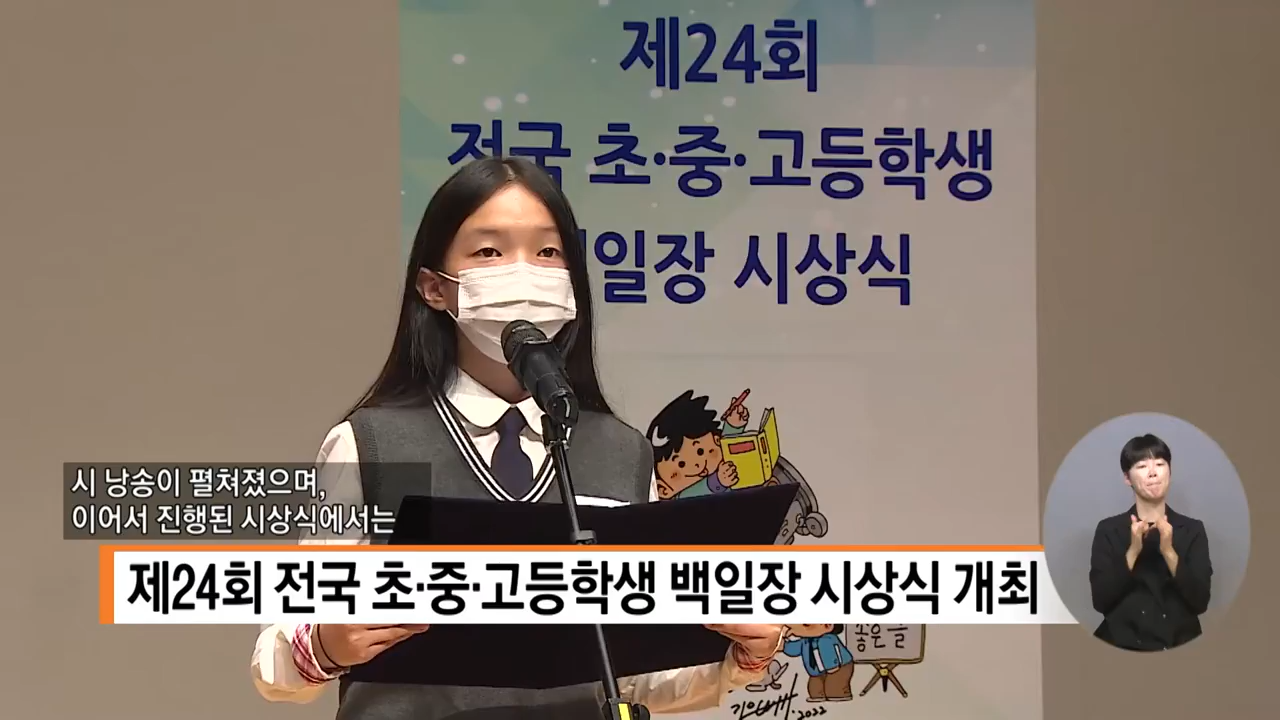 제24회
전국 초·중·고등학생
일장 시상식
시 낭송이 펼쳐졌으며,
이어서 진행된 시상식에서는
제24회 전국 초·중·고등학생 백일장 시상식 개최
좋은 글
2022